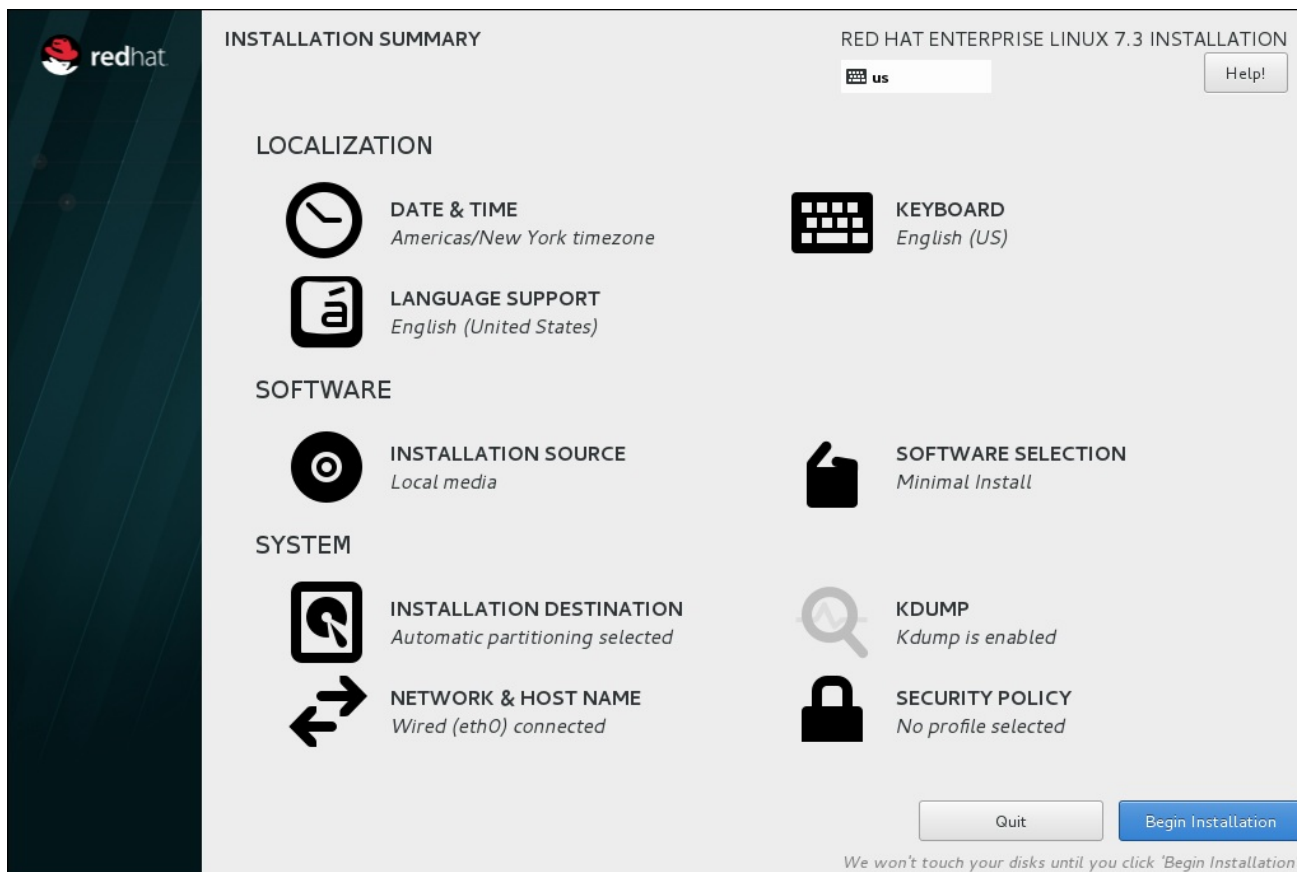 redhat
INSTALLATION SUMMARY
RED HAT ENTERPRISE LINUX 7.3 INSTALLATION
us
Help!
LOCALIZATION
DATE & TIME
Americas/New York timezone
KEYBOARD
English (US)
á
LANGUAGE SUPPORT
English (United States)
SOFTWARE
INSTALLATION SOURCE
Local media
SOFTWARE SELECTION
Minimal Install
SYSTEM
INSTALLATION DESTINATION
Automatic partitioning selected
KDUMP
Kdump is enabled
NETWORK & HOST NAME
Wired (eth0) connected
SECURITY POLICY
No profile selected
Quit
Begin Installation
We won't touch your disks until you click 'Begin Installation